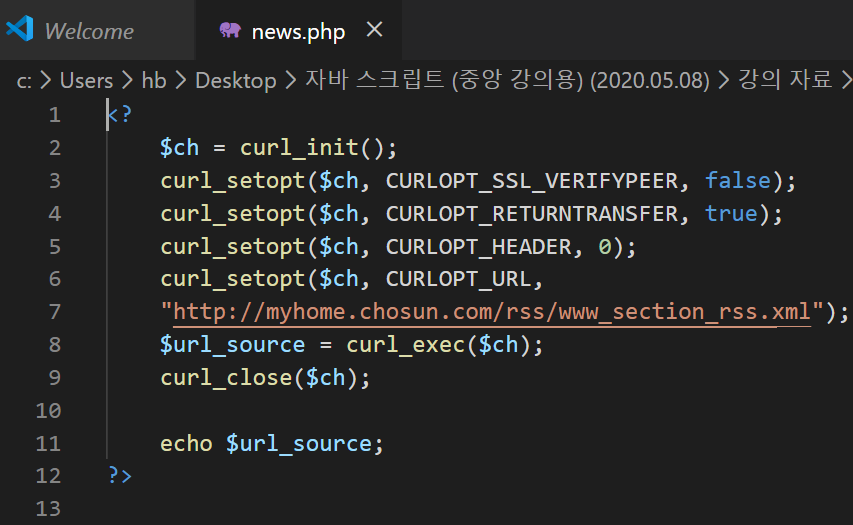 Welcome news.php
c: > Users > hb > Desktop > 자바 스크립트 (중앙 강의용) (2020.05.08) > 강의 자료 >
1 <?
2 $ch = curl_init();
3 curl_setopt($ch, CURLOPT_SSL_VERIFYPEER, false);
4 curl_setopt($ch, CURLOPT_RETURNTRANSFER, true);
5 curl_setopt($ch, CURLOPT_HEADER, 0);
6 curl_setopt($ch, CURLOPT_URL,
7 "http://myhome.chosun.com/rss/www_section_rss.xml");
8 $url_source = curl_exec($ch);
9 curl_close($ch);
10
11 echo $url_source;
12 ?>
13